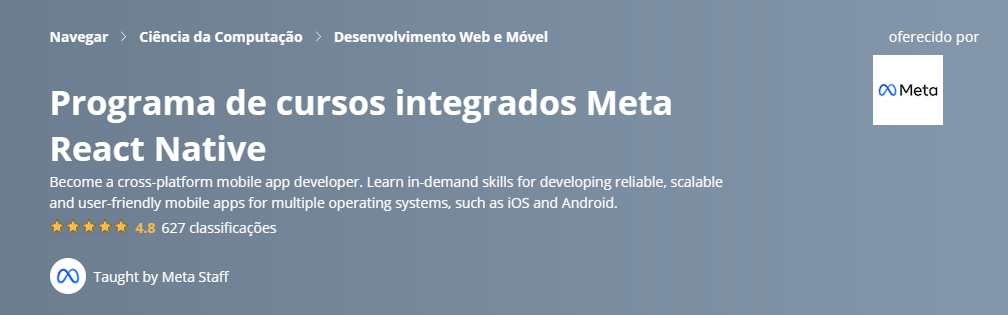 Navegar > Ciência da Computação > Desenvolvimento Web e Móvel
oferecido por
Meta
Programa de cursos integrados Meta
React Native
Become a cross-platform mobile app developer. Learn in-demand skills for developing reliable, scalable
and user-friendly mobile apps for multiple operating systems, such as iOS and Android.
4.8 627 classificações
Taught by Meta Staff